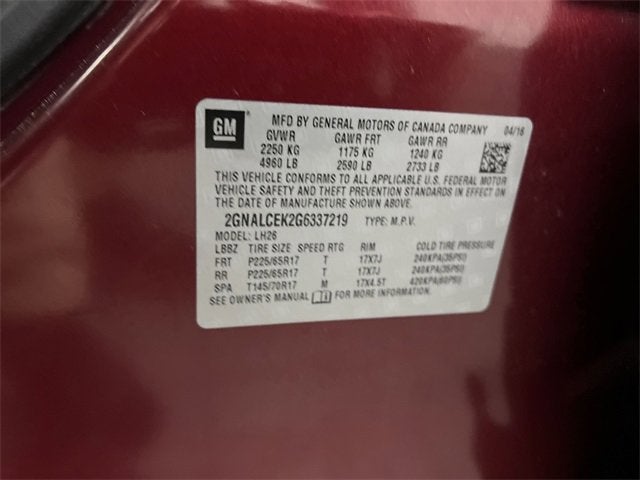 GM
MFD BY GENERAL MOTORS OF CANADA COMPANY 04/16
GVWR GAWR FRT GAWR RR
2250 KG 1175 KG 1240 KG
4960 LB 2590 LB 2733 LB
THIS VEHICLE CONFORMS TO ALL APPLICABLE U.S. FEDERAL MOTOR
VEHICLE SAFETY AND THEFT PREVENTION STANDARDS IN EFFECT ON
THE DATE OF MANUFACTURE SHOWN ABOVE.
2GNALCEK2G6337219 TYPE: M.P.V.
MODEL: LH26
LBBZ TIRE SIZE SPEED RTG RIM COLD TIRE PRESSURE
FRT P225/65R17 T 17X7J 240KPA(35PSI)
RR P225/65R17 T 17X7J 240KPA(35PSI)
SPA T145/70R17 M 17X4.5T 420KPA(60PSI)
SEE OWNER'S MANUAL FOR MORE INFORMATION.